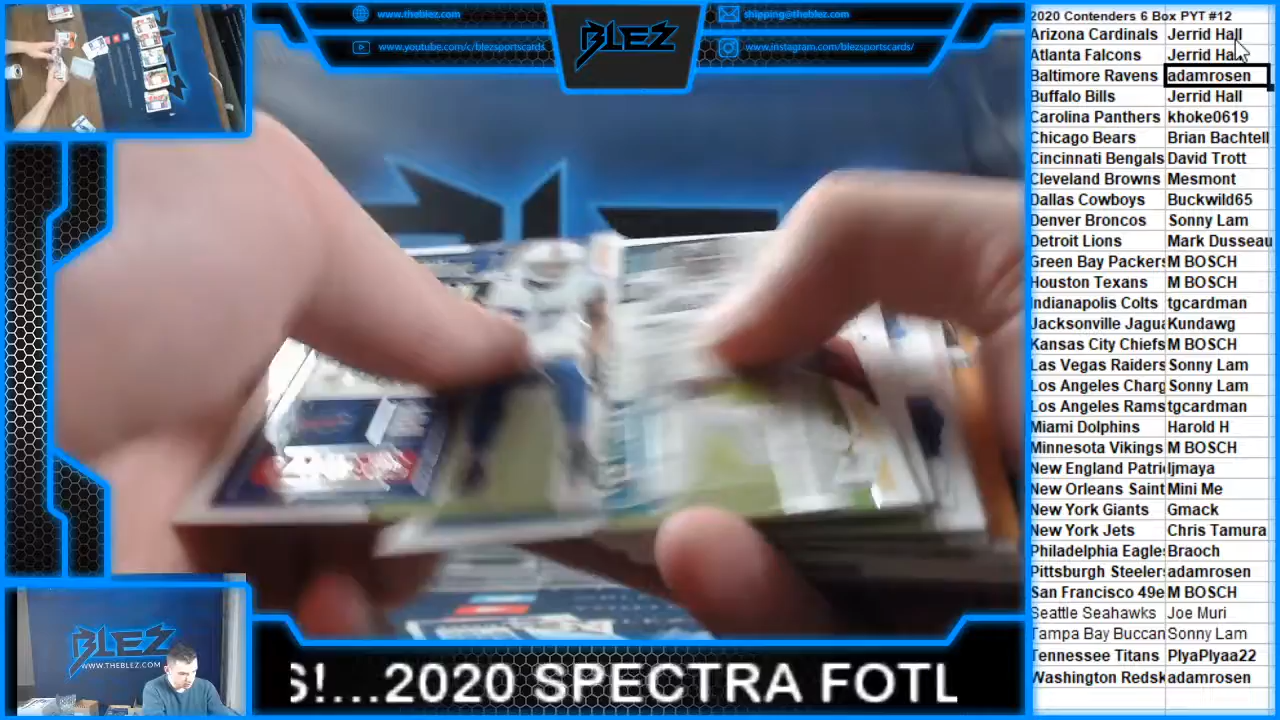 www.theblez.com
shipping@theblez.com
www.youtube.com/c/blezsportscards
www.instagram.com/blezsportscards/
BLEZ
2020 Contenders 6 Box PYT #12
Arizona Cardinals Jerrid Hall
Atlanta Falcons Jerrid Hall
Baltimore Ravens adamrosen
Buffalo Bills Jerrid Hall
Carolina Panthers khoke0619
Chicago Bears Brian Bachtell
Cincinnati Bengals David Trott
Cleveland Browns Mesmont
Dallas Cowboys Buckwild65
Denver Broncos Sonny Lam
Detroit Lions Mark Dusseau
Green Bay Packers M BOSCH
Houston Texans M BOSCH
Indianapolis Colts tgcardman
Jacksonville Jagua Kundawg
Kansas City Chiefs M BOSCH
Las Vegas Raiders Sonny Lam
Los Angeles Charg Sonny Lam
Los Angeles Rams tgcardman
Miami Dolphins Harold H
Minnesota Vikings M BOSCH
New England Patri ljmaya
New Orleans Saint Mini Me
New York Giants Gmack
New York Jets Chris Tamura
Philadelphia Eagles Braoch
Pittsburgh Steelers adamrosen
San Francisco 49e M BOSCH
Seattle Seahawks Joe Muri
Tampa Bay Buccan Sonny Lam
Tennessee Titans PlyaPlyaa22
Washington Redsk adamrosen
BLEZ
WWW.THEBLEZ.COM
S!...2020 SPECTRA FOTL